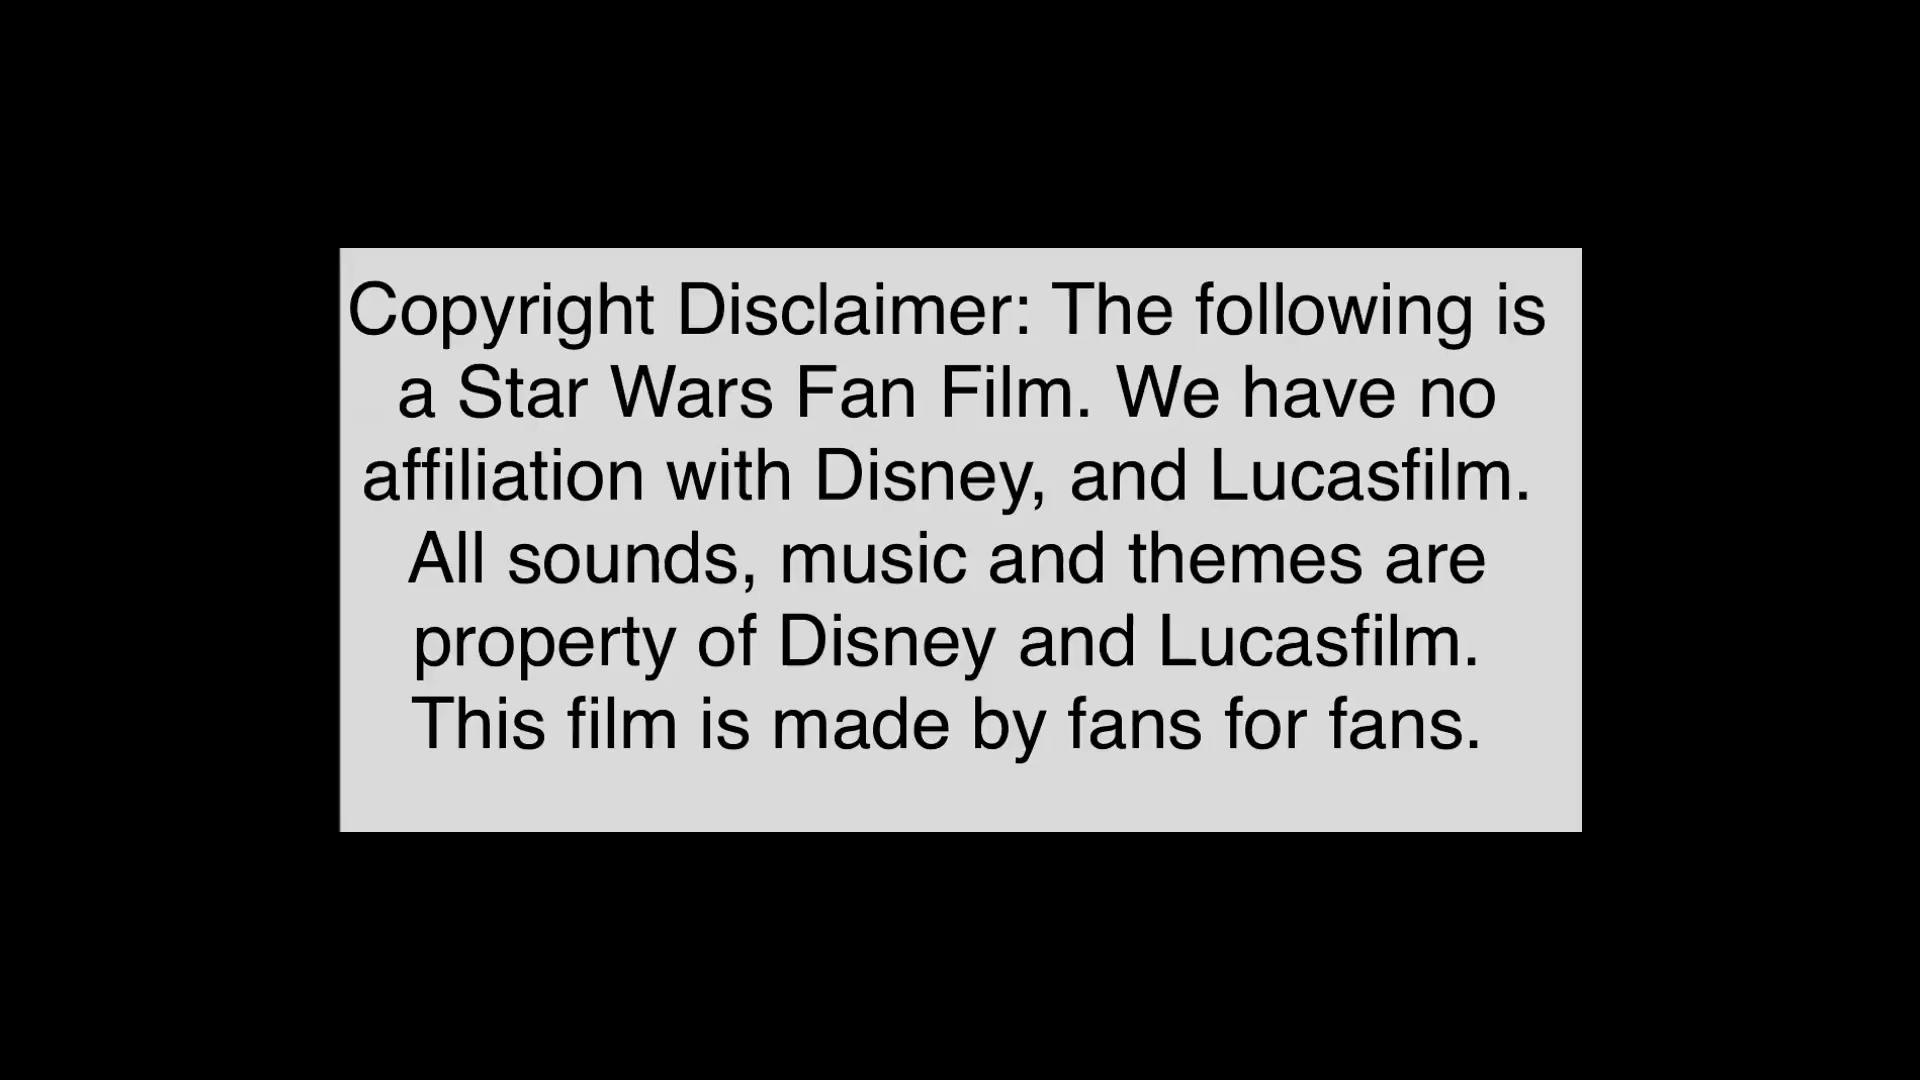 Copyright Disclaimer: The following is
a Star Wars Fan Film. We have no
affiliation with Disney, and Lucasfilm.
All sounds, music and themes are
property of Disney and Lucasfilm.
This film is made by fans for fans.